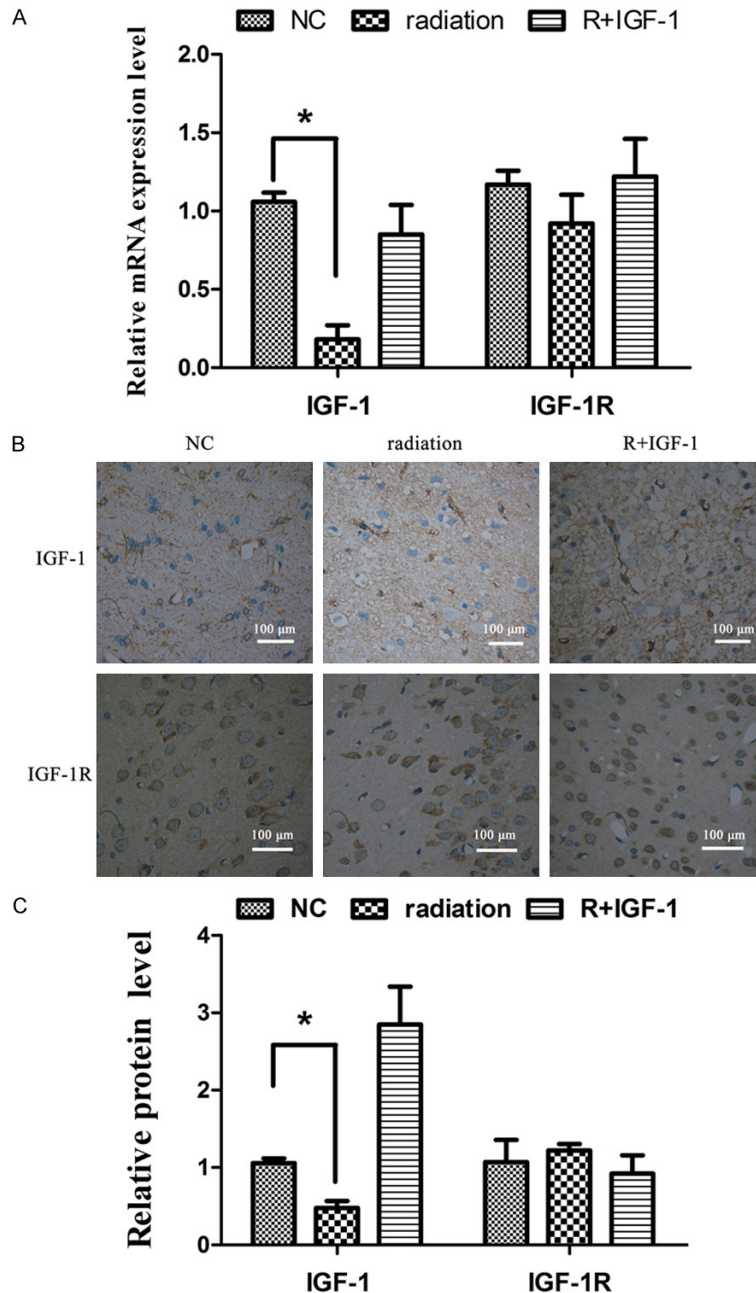 A
NC radiation R+IGF-1
Relative mRNA expression level
2.0
1.5
1.0
0.5
0.0
*
IGF-1 IGF-1R
B
NC radiation R+IGF-1
IGF-1
100 μm 100 μm 100 μm
IGF-1R
100 μm 100 μm 100 μm
C
NC radiation R+IGF-1
Relative protein level
4
3
2
1
0
*
IGF-1 IGF-1R